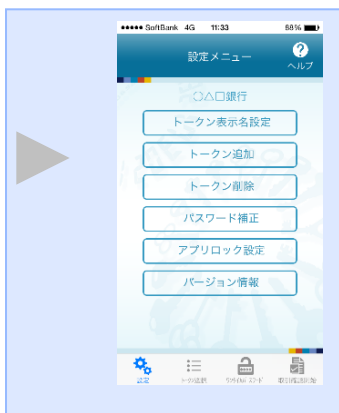 ●●●●● SoftBank 4G 11:33 88%
設定メニュー
?
ヘルプ
○△□銀行
トークン表示名設定
トークン追加
トークン削除
パスワード補正
アプリロック設定
バージョン情報
設定